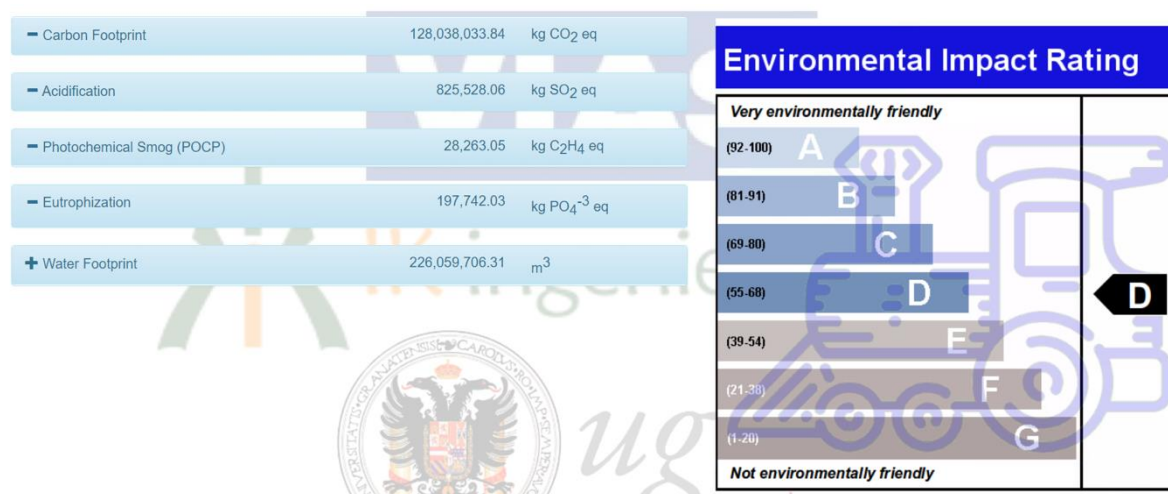 − Carbon Footprint 128,038,033.84 kg CO2 eq
− Acidification 825,528.06 kg SO2 eq
− Photochemical Smog (POCP) 28,263.05 kg C2H4 eq
− Eutrophization 197,742.03 kg PO4-3 eq
+ Water Footprint 226,059,706.31 m3
Environmental Impact Rating
Very environmentally friendly
(92-100) A
(81-91) B
(69-80) C
(55-68) D
D
(39-54) E
(21-38) F
(1-20) G
Not environmentally friendly
ugr